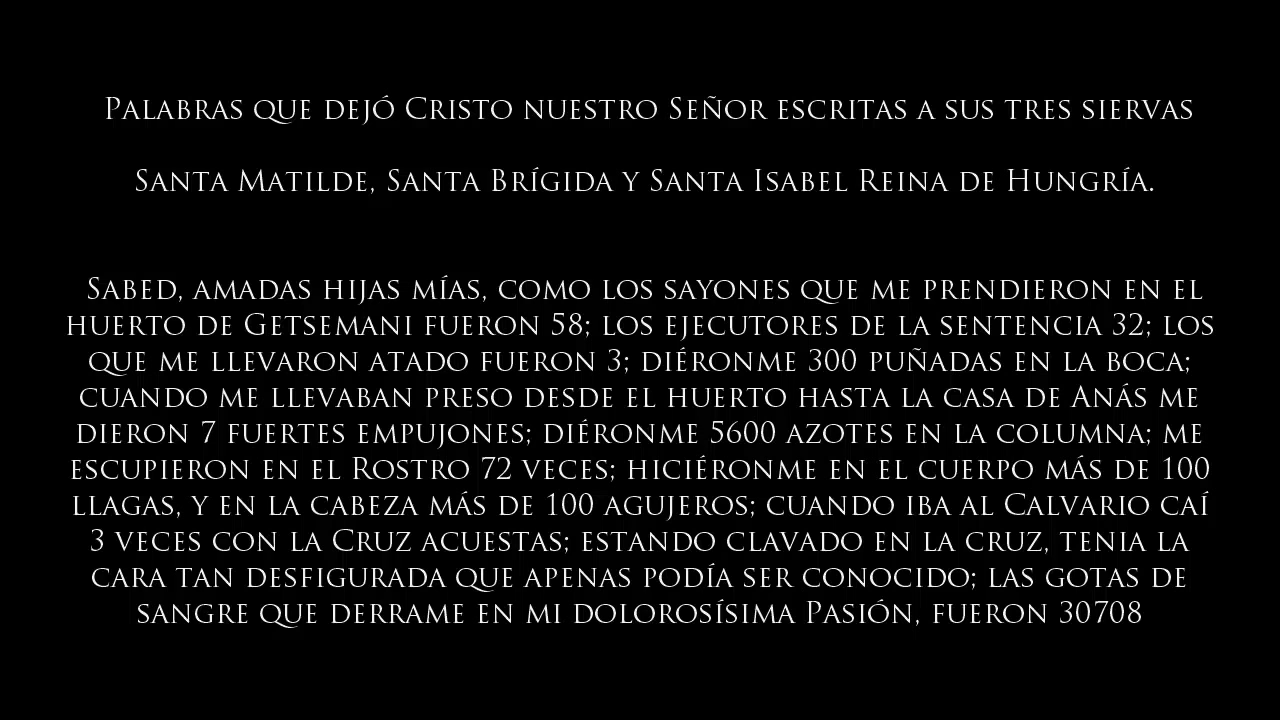 Palabras que dejó Cristo nuestro Señor escritas a sus tres siervas
Santa Matilde, Santa Brígida y Santa Isabel Reina de Hungría.
Sabed, amadas hijas mías, como los sayones que me prendieron en el
huerto de Getsemani fueron 58; los ejecutores de la sentencia 32; los
que me llevaron atado fueron 3; diéronme 300 puñadas en la boca;
cuando me llevaban preso desde el huerto hasta la casa de Anás me
dieron 7 fuertes empujones; diéronme 5600 azotes en la columna; me
escupieron en el Rostro 72 veces; hiciéronme en el cuerpo más de 100
llagas, y en la cabeza más de 100 agujeros; cuando iba al Calvario caí
3 veces con la Cruz acuestas; estando clavado en la cruz, tenia la
cara tan desfigurada que apenas podía ser conocido; las gotas de
sangre que derrame en mi dolorosísima Pasión, fueron 30708